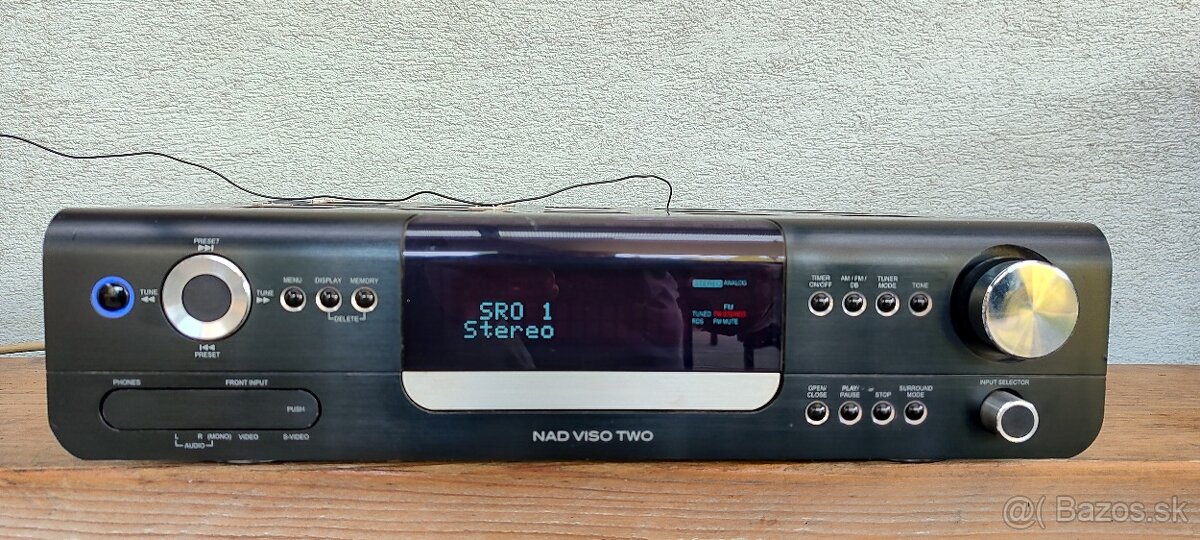 PRESET
TUNE
TUNE
PRESET
MENU
DISPLAY
MEMORY
DELETE
STEREO ANALOG
FM
TUNED FM STEREO
RDS FM MUTE
SRO 1
Stereo
TIMER
ON/OFF
AM / FM /
DB
TUNER
MODE
TONE
PHONES
FRONT INPUT
PUSH
L R (MONO) VIDEO S-VIDEO
AUDIO
OPEN/
CLOSE
PLAY/
PAUSE
STOP
SURROUND
MODE
INPUT SELECTOR
NAD VISO TWO
@( Bazos.sk